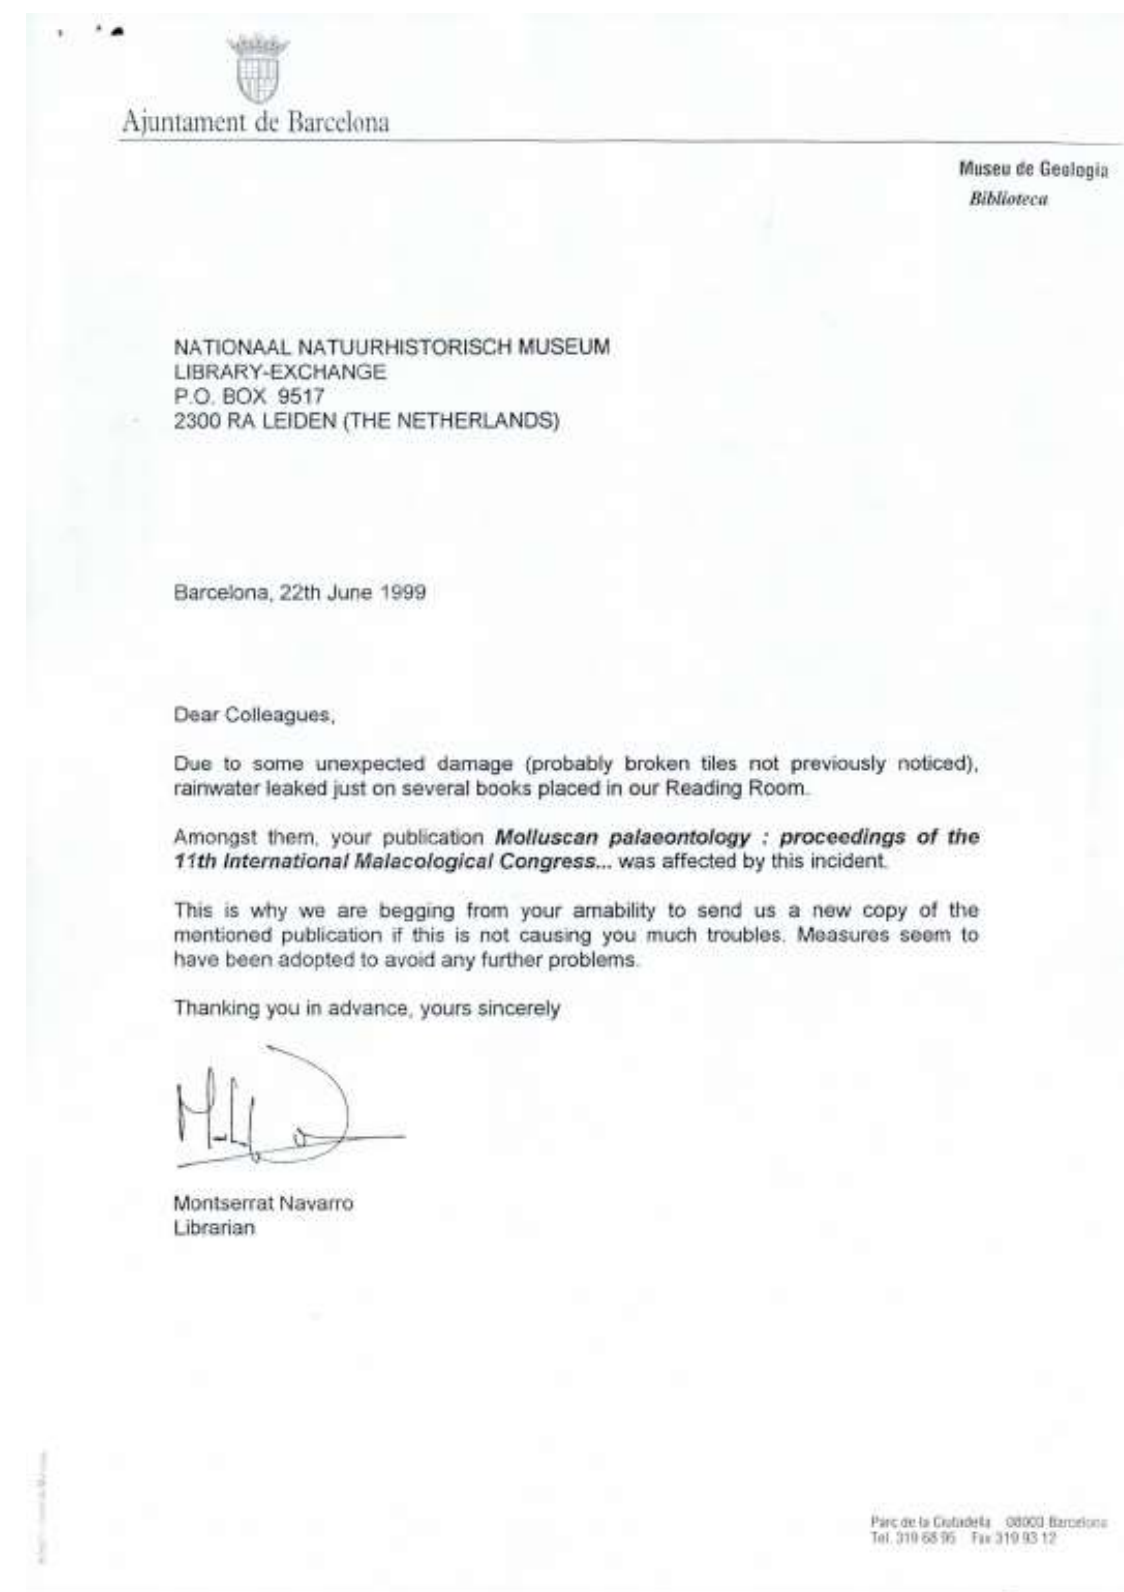 Ajuntament de Barcelona
Museu de Geologia
Biblioteca
NATIONAAL NATUURHISTORISCH MUSEUM
LIBRARY-EXCHANGE
P.O. BOX 9517
2300 RA LEIDEN (THE NETHERLANDS)
Barcelona, 22th June 1999
Dear Colleagues,
Due to some unexpected damage (probably broken tiles not previously noticed),
rainwater leaked just on several books placed in our Reading Room.
Amongst them, your publication Molluscan palaeontology : proceedings of the
11th International Malacological Congress... was affected by this incident.
This is why we are begging from your amability to send us a new copy of the
mentioned publication if this is not causing you much troubles. Measures seem to
have been adopted to avoid any further problems.
Thanking you in advance, yours sincerely
Montserrat Navarro
Librarian
Parc de la Ciutadella 08003 Barcelona
Tel. 319 68 95 Fax 319 93 12